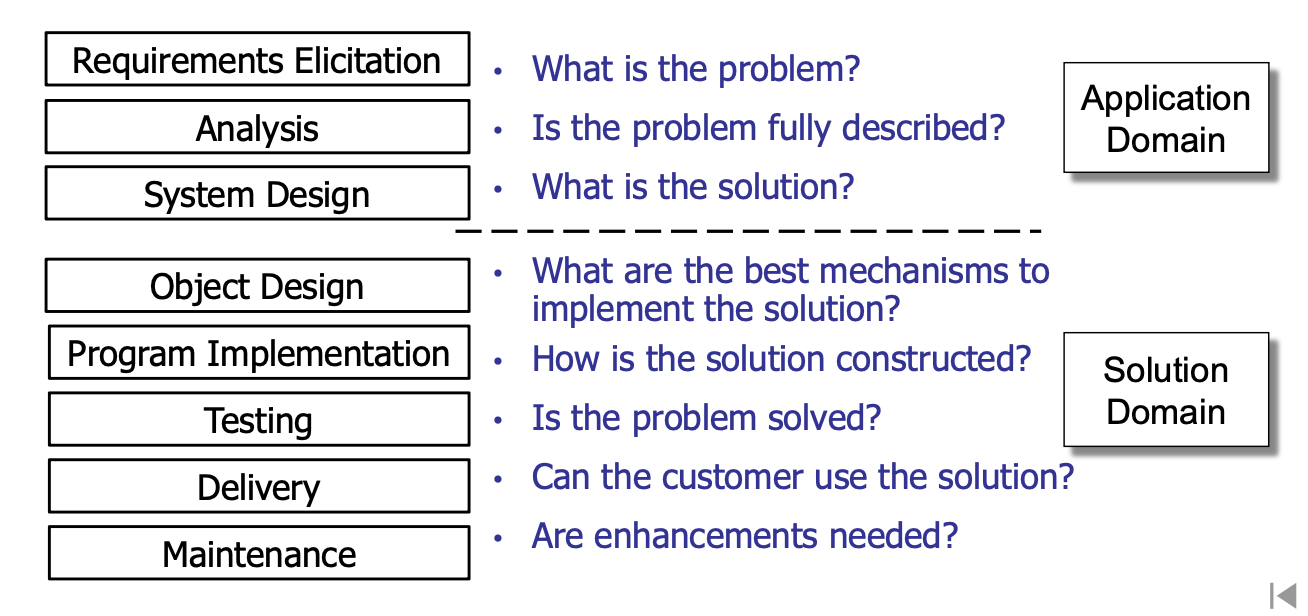 Requirements Elicitation
Analysis
System Design
Object Design
Program Implementation
Testing
Delivery
Maintenance
• What is the problem?
• Is the problem fully described?
• What is the solution?
• What are the best mechanisms to
implement the solution?
• How is the solution constructed?
• Is the problem solved?
• Can the customer use the solution?
• Are enhancements needed?
Application
Domain
Solution
Domain